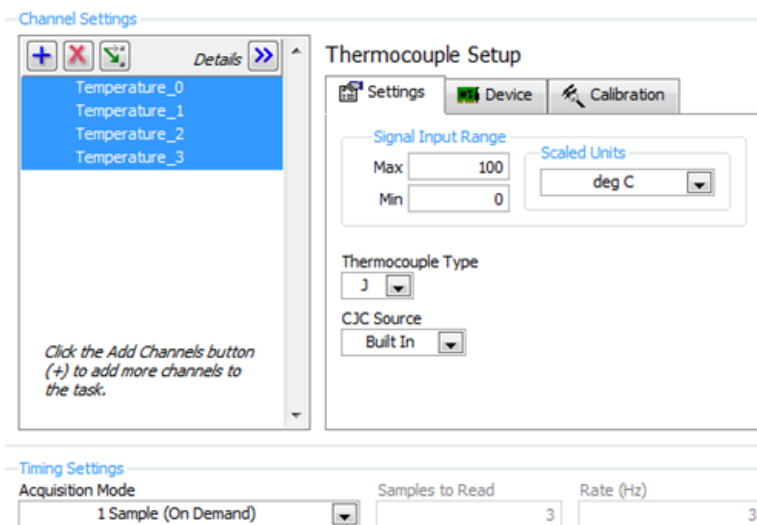 Channel Settings
Details
Temperature_0
Temperature_1
Temperature_2
Temperature_3
Click the Add Channels button
(+) to add more channels to
the task.
Thermocouple Setup
Settings
Device
Calibration
Signal Input Range
Max 100
Min 0
Scaled Units
deg C
Thermocouple Type
J
CJC Source
Built In
Timing Settings
Acquisition Mode
1 Sample (On Demand)
Samples to Read
3
Rate (Hz)
3